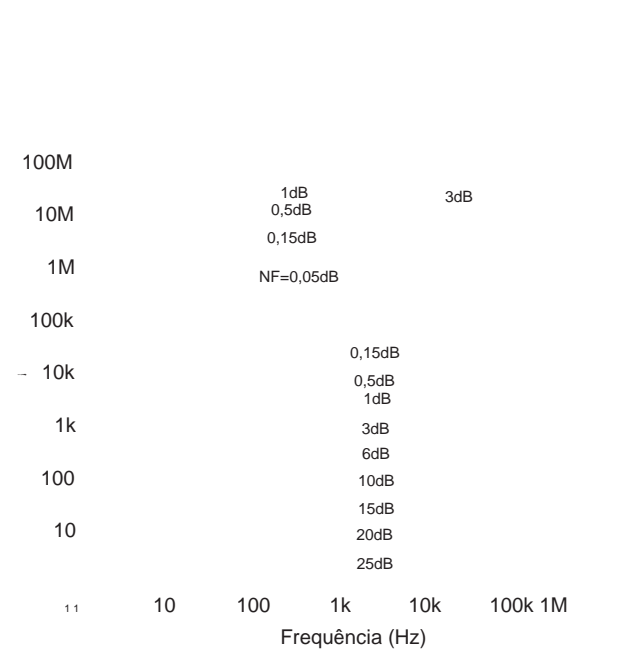 100M
1dB
3dB
0,5dB
10M
0,15dB
1M
NF=0,05dB
100k
0,15dB
10k
0,5dB
1dB
1k
3dB
6dB
100
10dB
15dB
10
20dB
25dB
1 1 10 100 1k 10k 100k 1M
Frequência (Hz)